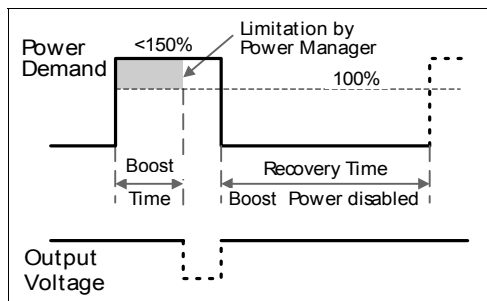 Power
Demand
<150%
Limitation by
Power Manager
100%
Boost
Time
Recovery Time
Boost Power disabled
Output
Voltage